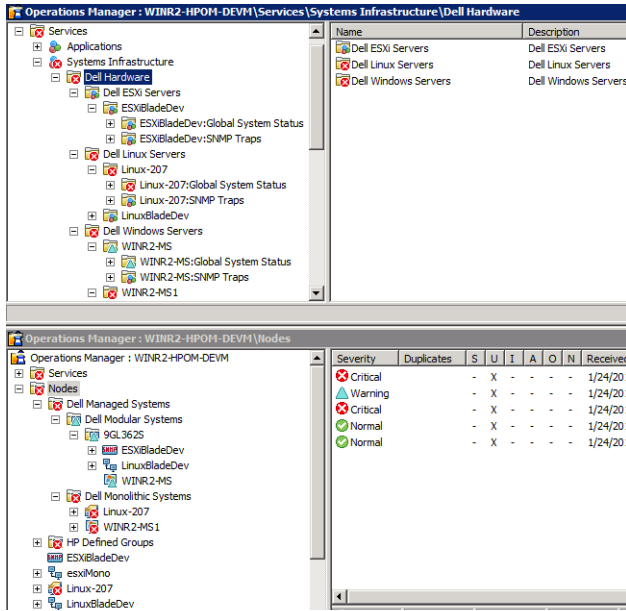 Operations Manager : WINR2-HPOM-DEVM\Services\Systems Infrastructure\Dell Hardware
Services
Applications
Systems Infrastructure
Dell Hardware
Dell ESXi Servers
ESXiBladeDev
ESXiBladeDev:Global System Status
ESXiBladeDev:SNMP Traps
Dell Linux Servers
Linux-207
Linux-207:Global System Status
Linux-207:SNMP Traps
LinuxBladeDev
Dell Windows Servers
WINR2-MS
WINR2-MS:Global System Status
WINR2-MS:SNMP Traps
WINR2-MS1
Name Description
Dell ESXi Servers Dell ESXi Servers
Dell Linux Servers Dell Linux Servers
Dell Windows Servers Dell Windows Servers
Operations Manager : WINR2-HPOM-DEVM\Nodes
Operations Manager : WINR2-HPOM-DEVM
Services
Nodes
Dell Managed Systems
Dell Modular Systems
9GL362S
SNMP ESXiBladeDev
LinuxBladeDev
WINR2-MS
Dell Monolithic Systems
Linux-207
WINR2-MS1
HP Defined Groups
SNMP ESXiBladeDev
esxiMono
Linux-207
LinuxBladeDev
Severity Duplicates S U I A O N Received
Critical - X - - - - 1/24/20
Warning - X - - - - 1/24/20
Critical - X - - - - 1/24/20
Normal - X - - - - 1/24/20
Normal - X - - - - 1/24/20